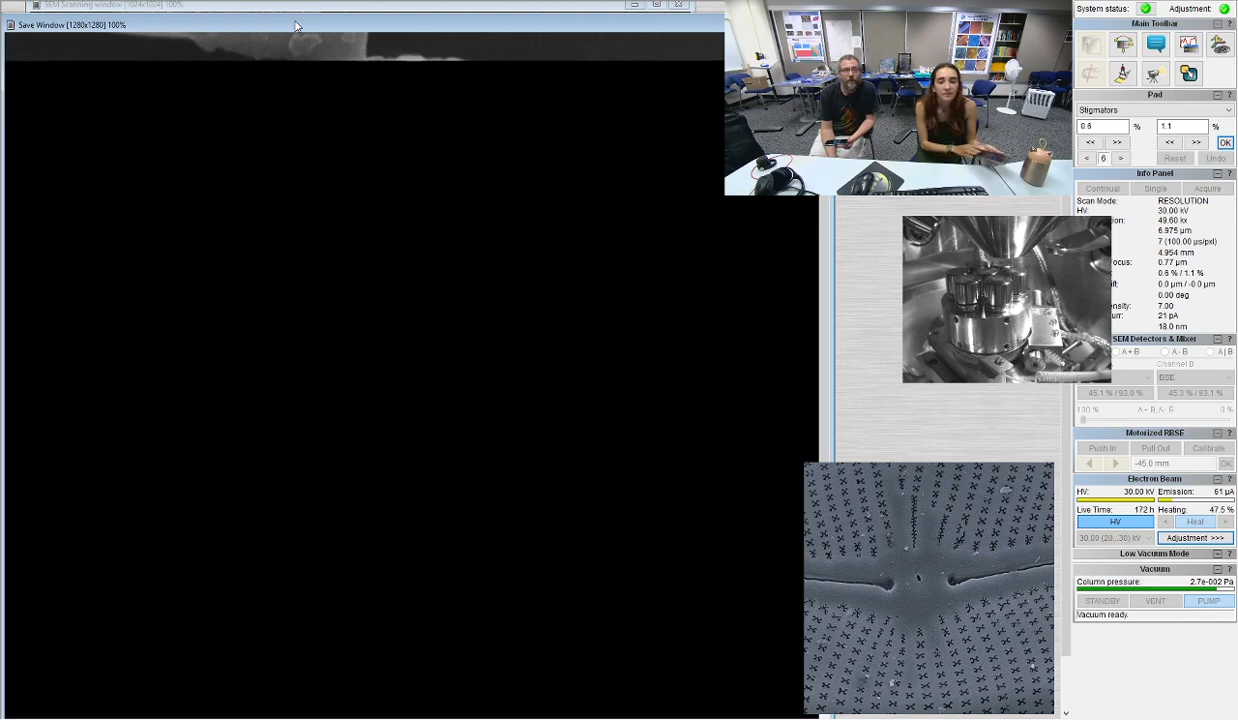 SEM Scanning window [1024x1024] 100%
Save Window [1280x1280] 100%
System status:
Adjustment:
Main Toolbar
Pad
Stigmators
0.6 %
1.1 %
<< >>
<< >>
OK
< 6 >
Reset
Undo
Info Panel
Continual
Single
Acquire
Scan Mode: RESOLUTION
HV: 30.00 kV
49.60 kx
6.975 µm
7 (100.00 µs/pxl)
4.954 mm
ocus: 0.77 µm
0.6 % / 1.1 %
0.0 µm / -0.0 µm
0.00 deg
ensity: 7.00
urr: 21 pA
18.0 nm
SEM Detectors & Mixer
A + B
A - B
A | B
Channel D
BSE
45.1 % / 93.0 %
45.3 % / 93.1 %
100 %
A + B, A - B
0 %
Motorized RBSE
Push In
Pull Out
Calibrate
-45.0 mm
OK
Electron Beam
HV: 30.00 kV
Emission: 61 µA
Live Time: 172 h
Heating: 47.5 %
HV
<
Heat
>
30.00 (20...30) kV
Adjustment >>>
Low Vacuum Mode
Vacuum
Column pressure: 2.7e-002 Pa
STANDBY
VENT
PUMP
Vacuum ready.